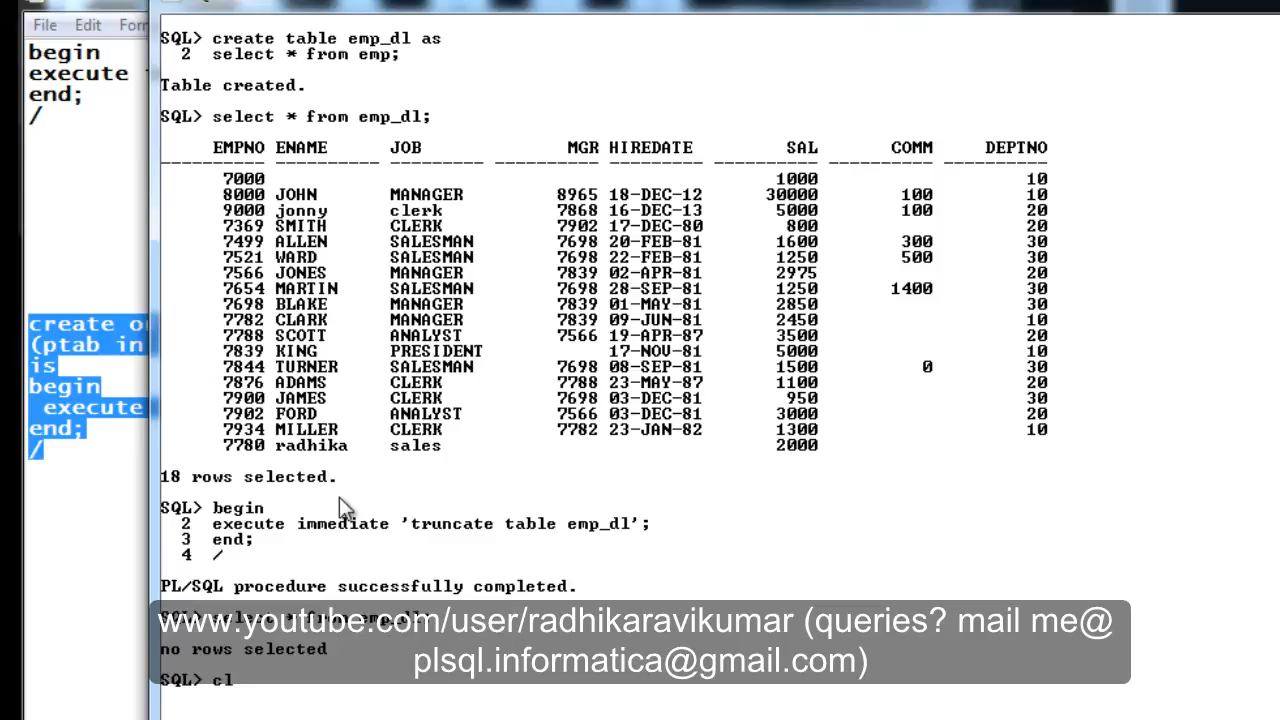 File Edit
begin
execute
end;
/
create
(ptab in
is
begin
execute
end;
/
SQL> create table emp_dl as
2 select * from emp;
Table created.
SQL> select * from emp_dl;
EMPNO ENAME JOB MGR HIREDATE SAL COMM DEPTNO
7000 1000 10
8000 JOHN MANAGER 8965 18-DEC-12 30000 100 10
9000 jonny clerk 7868 16-DEC-13 5000 100 20
7369 SMITH CLERK 7902 17-DEC-80 800 20
7499 ALLEN SALESMAN 7698 20-FEB-81 1600 300 30
7521 WARD SALESMAN 7698 22-FEB-81 1250 500 30
7566 JONES MANAGER 7839 02-APR-81 2975 20
7654 MARTIN SALESMAN 7698 28-SEP-81 1250 1400 30
7698 BLAKE MANAGER 7839 01-MAY-81 2850 30
7782 CLARK MANAGER 7839 09-JUN-81 2450 10
7788 SCOTT ANALYST 7566 19-APR-87 3500 20
7839 KING PRESIDENT 17-NOV-81 5000 10
7844 TURNER SALESMAN 7698 08-SEP-81 1500 0 30
7876 ADAMS CLERK 7788 23-MAY-87 1100 20
7900 JAMES CLERK 7698 03-DEC-81 950 30
7902 FORD ANALYST 7566 03-DEC-81 3000 20
7934 MILLER CLERK 7782 23-JAN-82 1300 10
7780 radhika sales 2000
18 rows selected.
SQL> begin
2 execute immediate 'truncate table emp_dl';
3 end;
4 /
PL/SQL procedure successfully completed.
SQL> select * from emp_dl;
www.youtube.com/user/radhikaravikumar (queries? mail me@
no rows selected
plsql.informatica@gmail.com)
SQL> cl